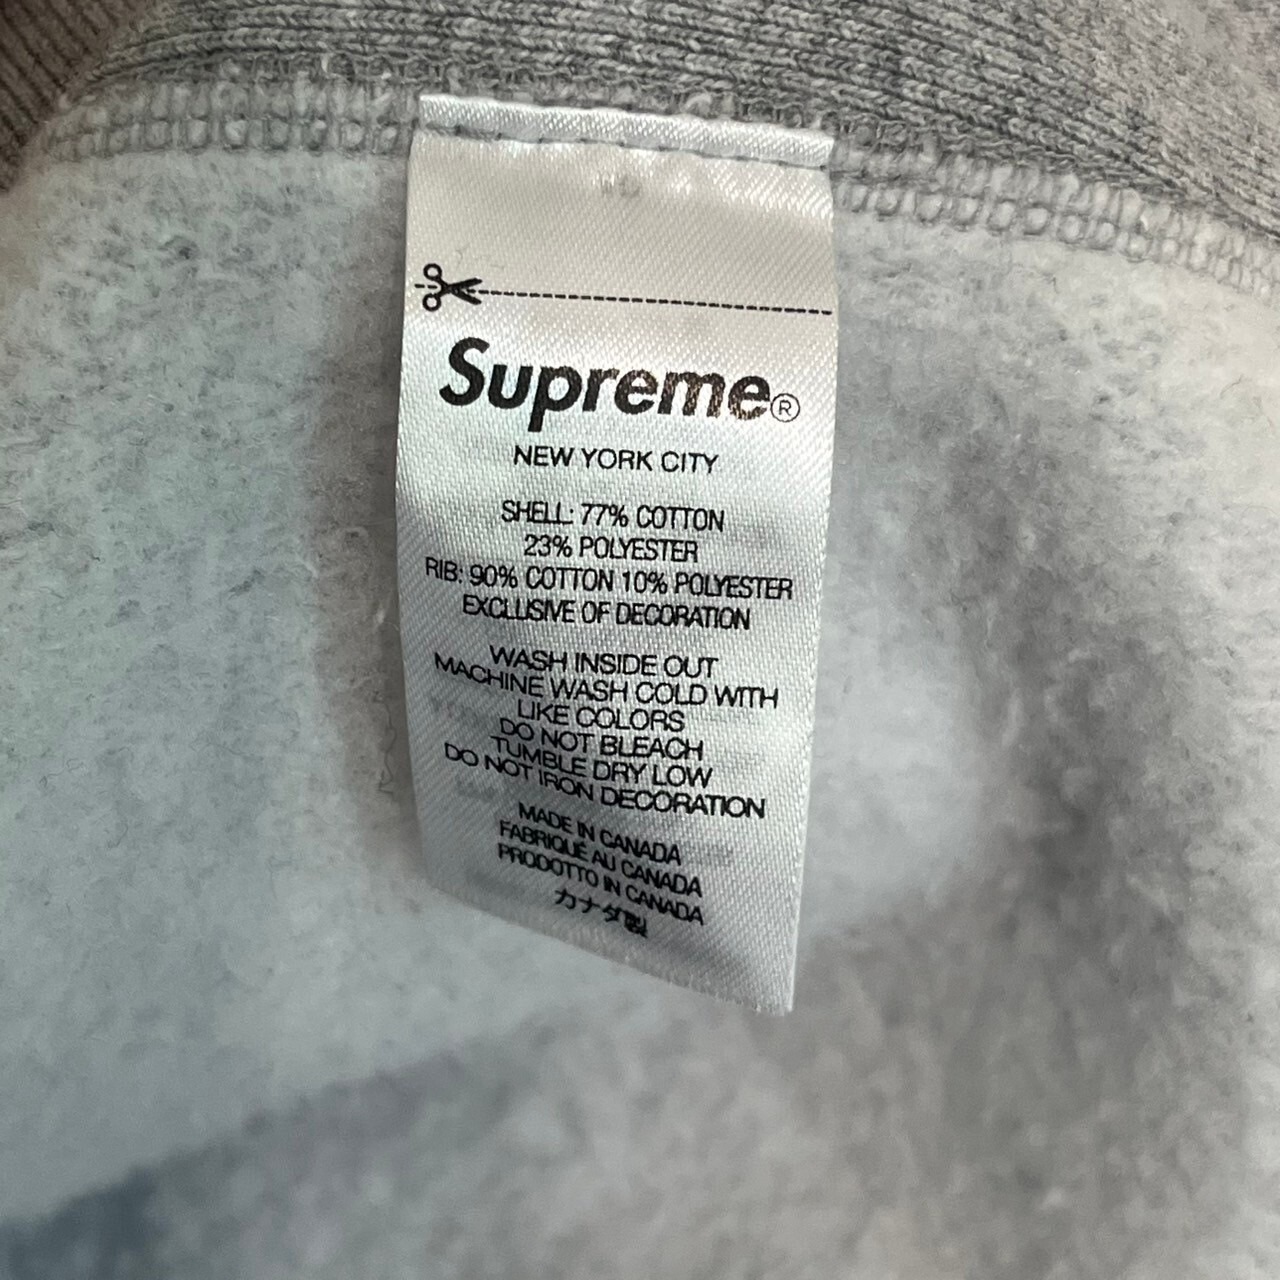 Supreme®
NEW YORK CITY
SHELL: 77% COTTON
23% POLYESTER
RIB: 90% COTTON 10% POLYESTER
EXCLUSIVE OF DECORATION
WASH INSIDE OUT
MACHINE WASH COLD WITH
LIKE COLORS
DO NOT BLEACH
TUMBLE DRY LOW
DO NOT IRON DECORATION
MADE IN CANADA
FABRIQUÉ AU CANADA
PRODOTTO IN CANADA
カナダ製